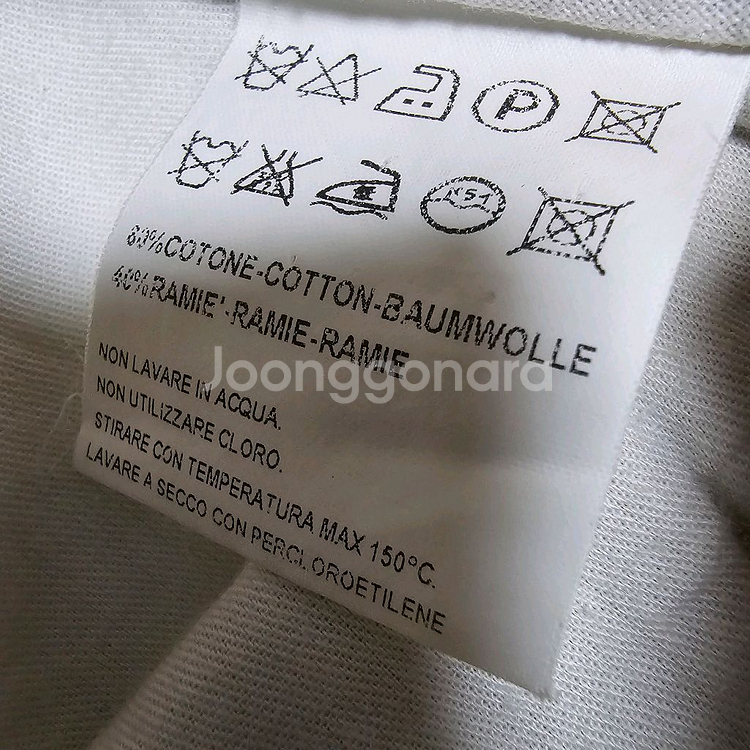 P
60%COTONE-COTTON-BAUMWOLLE
40%RAMIE'-RAMIE-RAMIE
Joonggonara
NON LAVARE IN ACQUA.
NON UTILIZZARE CLORO.
STIRARE CON TEMPERATURA MAX 150°C.
LAVARE A SECCO CON PERCLOROETILENE